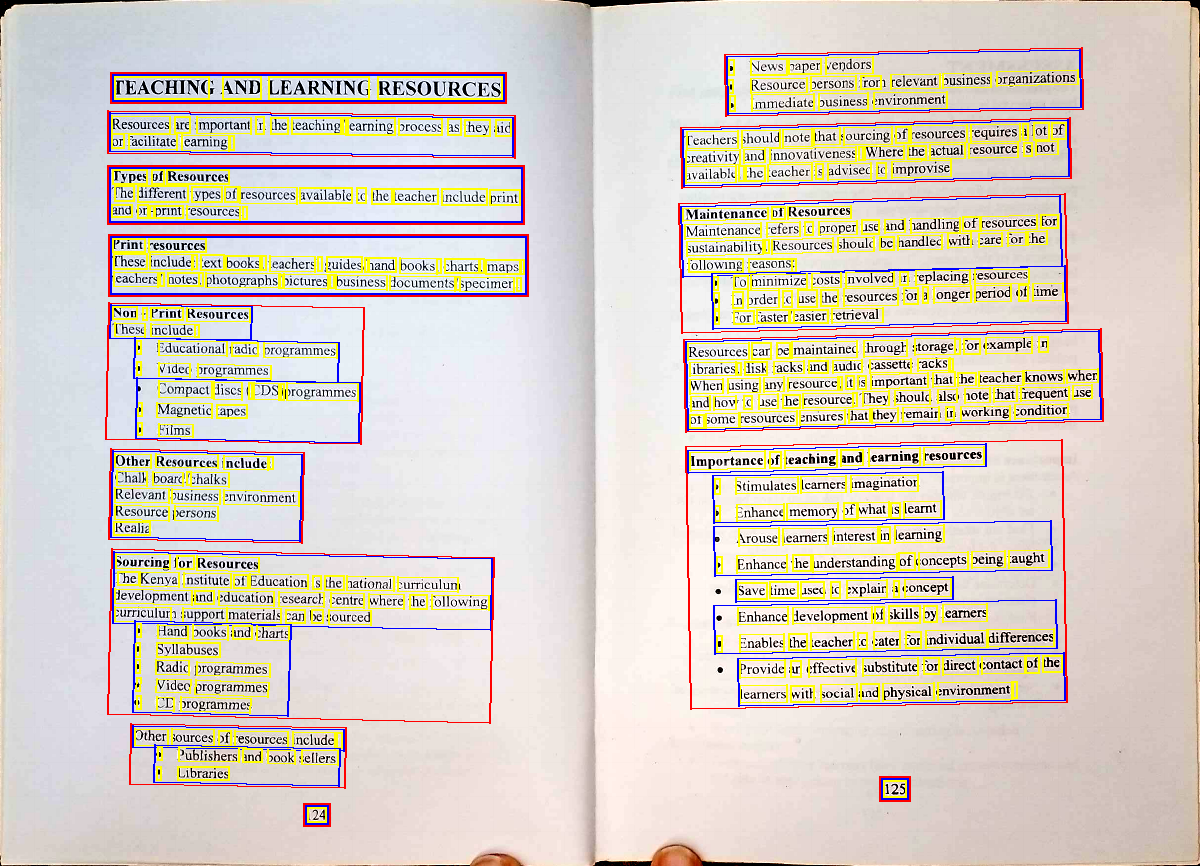 TEACHING AND LEARNING RESOURCES
Resources are important in the teaching learning process as they aid
or facilitate learning
Types of Resources
The different types of resources available to the teacher include print
and or -print resources
Print resources
These include text books teachers guides hand books charts, maps
teachers' notes, photographs pictures business documents specimen
Non - Print Resources
These include
• Educational radio programmes
• Video programmes
• Compact discs (CDS) programmes
• Magnetic tapes
• Films
Other Resources include:
Chalk board/chalks
Relevant business environment
Resource persons
Realia
Sourcing for Resources
The Kenya Institute of Education is the national curriculum
development and education research centre where the following
curriculum support materials can be sourced
• Hand books and charts
• Syllabuses
• Radio programmes
• Video programmes
• CD programmes
Other sources of resources include
• Publishers and book sellers
• Libraries
124
• News paper vendors
• Resource persons from relevant business organizations
• Immediate business environment
Teachers should note that sourcing of resources requires a lot of
creativity and innovativeness. Where the actual resource is not
available, the teacher is advised to improvise
Maintenance of Resources
Maintenance refers to proper use and handling of resources for
sustainability. Resources should be handled with care for the
following reasons:
• To minimize costs involved in replacing resources
• In order to use the resources for a longer period of time
• For faster easier retrieval
Resources can be maintained through storage, for example in
libraries, disk racks and audio cassette racks
When using any resource, it is important that the teacher knows when
and how to use the resource. They should also note that frequent use
of some resources ensures that they remain in working condition
Importance of teaching and learning resources
• Stimulates learners imagination
• Enhance memory of what is learnt
• Arouse learners interest in learning
• Enhance the understanding of concepts being taught
• Save time used to explain a concept
• Enhance development of skills by learners
• Enables the teacher to cater for individual differences
• Provide an effective substitute for direct contact of the
learners with social and physical environment
125